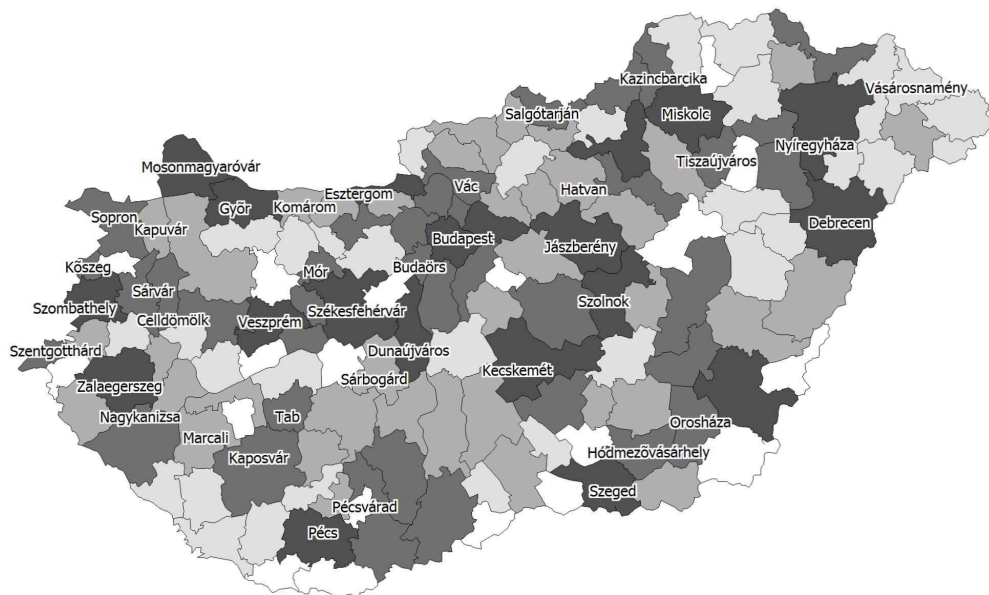 Kazincbarcika
Vásárosnamény
Salgótarján
Miskolc
Nyíregyháza
Mosonmagyaróvár
Tiszaújváros
Vác
Hatvan
Esztergom
Győr
Komárom
Sopron
Kapuvár
Debrecen
Budapest
Jászberény
Kőszeg
Mór
Budaörs
Sárvár
Szombathely
Szolnok
Celldömölk
Veszprém
Székesfehérvár
Szentgotthárd
Dunaújváros
Zalaegerszeg
Sárbogárd
Kecskemét
Nagykanizsa
Tab
Orosháza
Marcali
Kaposvár
Hódmezõvásárhely
Szeged
Pécsvárad
Pécs